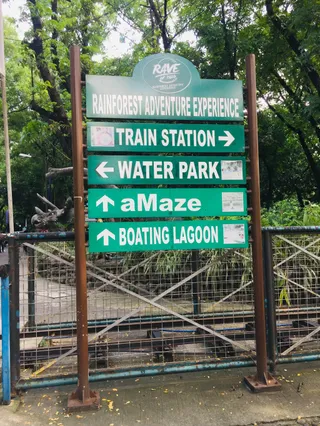 RAVE
RAINFOREST ADVENTURE EXPERIENCE
TRAIN STATION →
← WATER PARK
↑ aMaze
↑ BOATING LAGOON